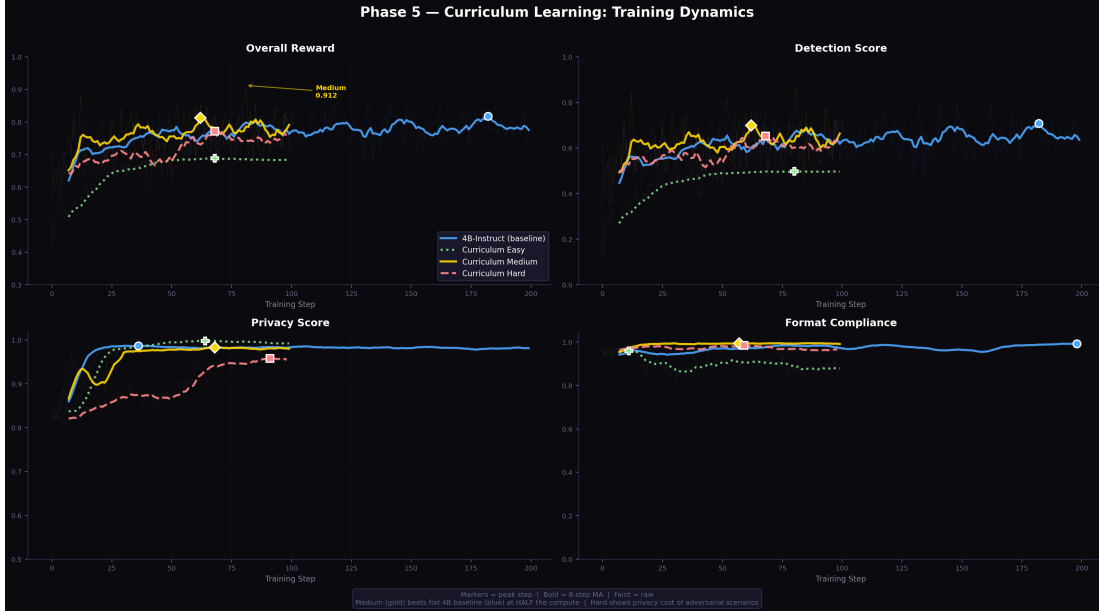 Phase 5 — Curriculum Learning: Training Dynamics
Overall Reward
1.0
0.9
0.8
0.7
0.6
0.5
0.4
0.3
Medium
0.912
4B-Instruct (baseline)
Curriculum Easy
Curriculum Medium
Curriculum Hard
0 25 50 75 100 125 150 175 200
Training Step
Detection Score
1.0
0.8
0.6
0.4
0.2
0.0
0 25 50 75 100 125 150 175 200
Training Step
Privacy Score
1.0
0.9
0.8
0.7
0.6
0.5
0 25 50 75 100 125 150 175 200
Training Step
Format Compliance
1.0
0.8
0.6
0.4
0.2
0.0
0 25 50 75 100 125 150 175 200
Training Step
Markers = peak step | Bold = 8-step MA | Faint = raw
Medium (gold) beats flat 4B baseline (blue) at HALF the compute | Hard shows privacy cost of adversarial scenarios